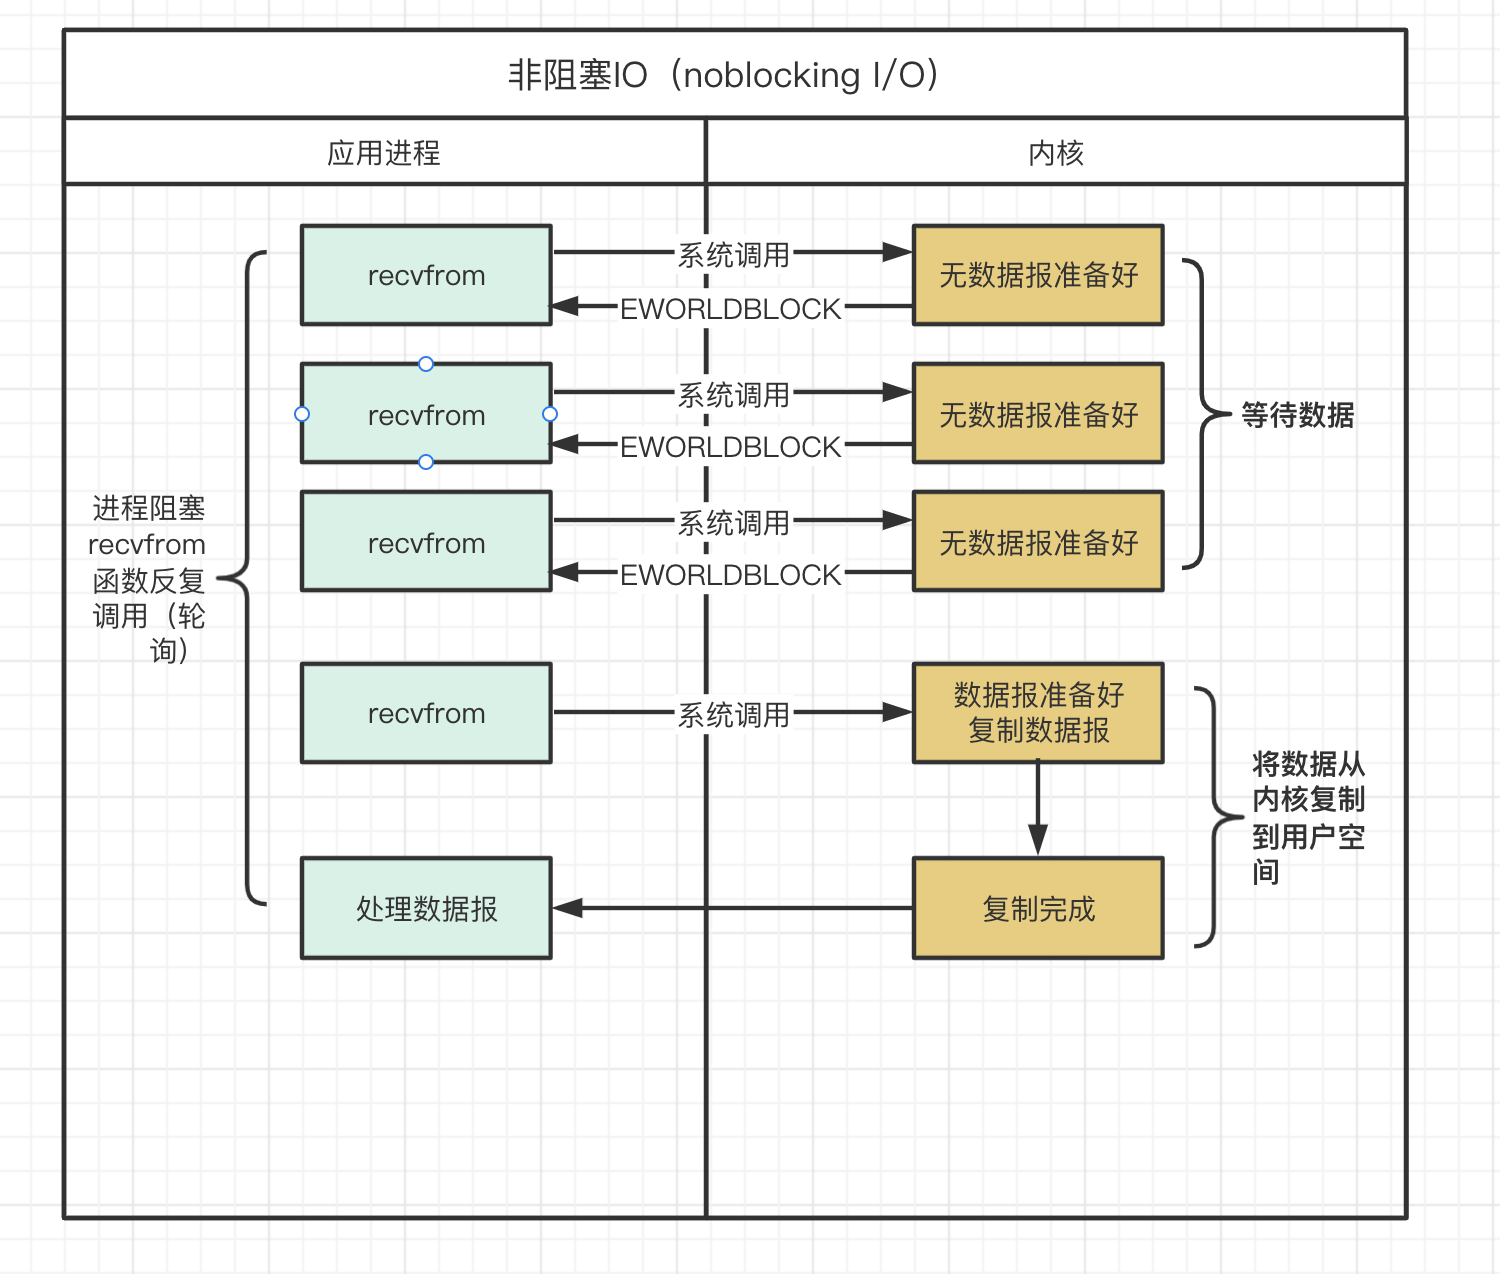 非阻塞IO（noblocking I/O）
应用进程
内核
recvfrom
系统调用
EWORLDBLOCK
无数据报准备好
recvfrom
系统调用
EWORLDBLOCK
无数据报准备好
等待数据
recvfrom
系统调用
EWORLDBLOCK
无数据报准备好
进程阻塞
recvfrom
函数反复
调用（轮
询）
recvfrom
系统调用
数据报准备好
复制数据报
将数据从
内核复制
到用户空
间
处理数据报
复制完成